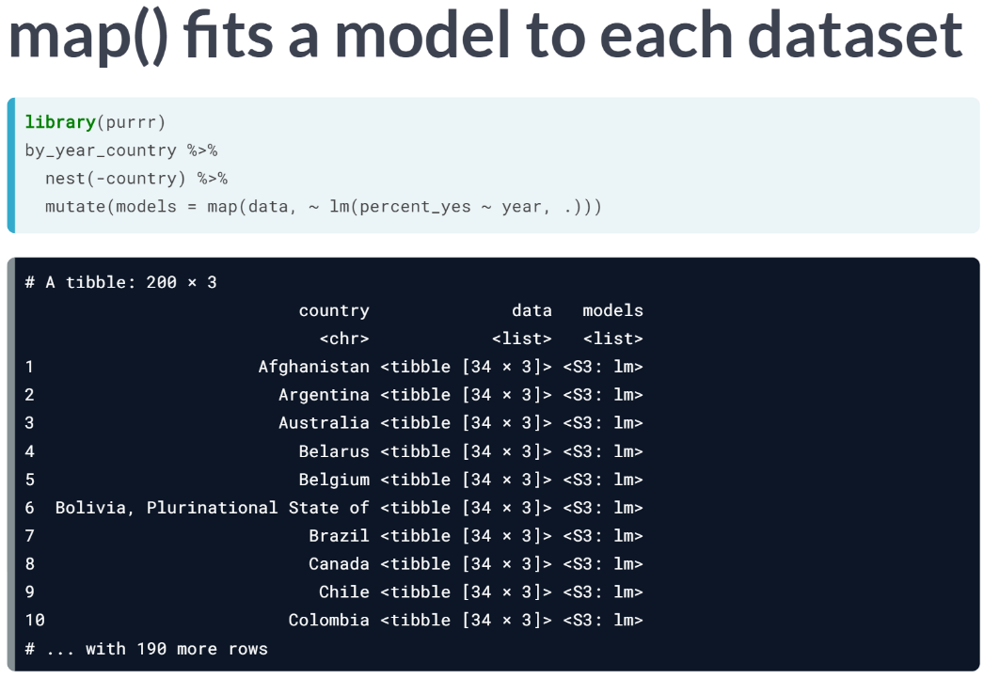 map() fits a model to each dataset
library(purrr)
by_year_country %>%
  nest(-country) %>%
  mutate(models = map(data, ~ lm(percent_yes ~ year, .)))
# A tibble: 200 × 3
                           country              data   models
                             <chr>            <list>   <list>
1                      Afghanistan <tibble [34 × 3]> <S3: lm>
2                        Argentina <tibble [34 × 3]> <S3: lm>
3                        Australia <tibble [34 × 3]> <S3: lm>
4                          Belarus <tibble [34 × 3]> <S3: lm>
5                          Belgium <tibble [34 × 3]> <S3: lm>
6  Bolivia, Plurinational State of <tibble [34 × 3]> <S3: lm>
7                           Brazil <tibble [34 × 3]> <S3: lm>
8                           Canada <tibble [34 × 3]> <S3: lm>
9                            Chile <tibble [34 × 3]> <S3: lm>
10                        Colombia <tibble [34 × 3]> <S3: lm>
# ... with 190 more rows